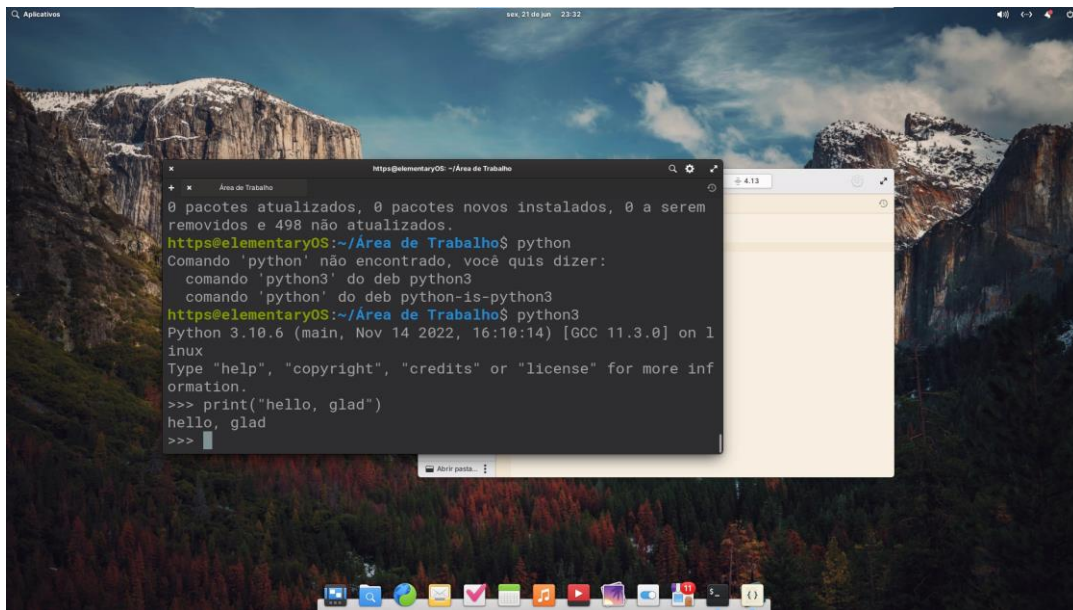 Aplicativos
sex, 21 de jun 23:32
https@elementaryOS: ~/Área de Trabalho
Área de Trabalho
4.13
0 pacotes atualizados, 0 pacotes novos instalados, 0 a serem
removidos e 498 não atualizados.
https@elementaryOS:~/Área de Trabalho$ python
Comando 'python' não encontrado, você quis dizer:
comando 'python3' do deb python3
comando 'python' do deb python-is-python3
https@elementaryOS:~/Área de Trabalho$ python3
Python 3.10.6 (main, Nov 14 2022, 16:10:14) [GCC 11.3.0] on l
inux
Type "help", "copyright", "credits" or "license" for more inf
ormation.
>>> print("hello, glad")
hello, glad
>>>
Abrir pasta...
11